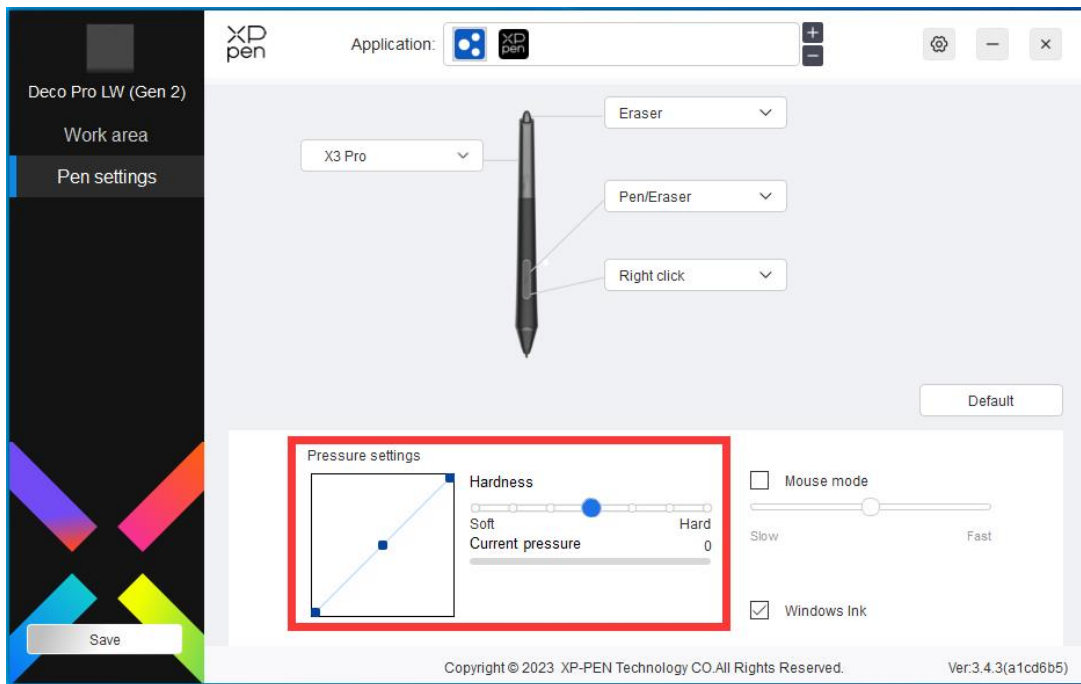 XP
pen
Application:
XP
pen
Deco Pro LW (Gen 2)
Work area
Pen settings
Eraser
X3 Pro
Pen/Eraser
Right click
Default
Pressure settings
Hardness
Soft Hard
Current pressure 0
Mouse mode
Slow Fast
Windows Ink
Save
Copyright © 2023 XP-PEN Technology CO.All Rights Reserved. Ver:3.4.3(a1cd6b5)